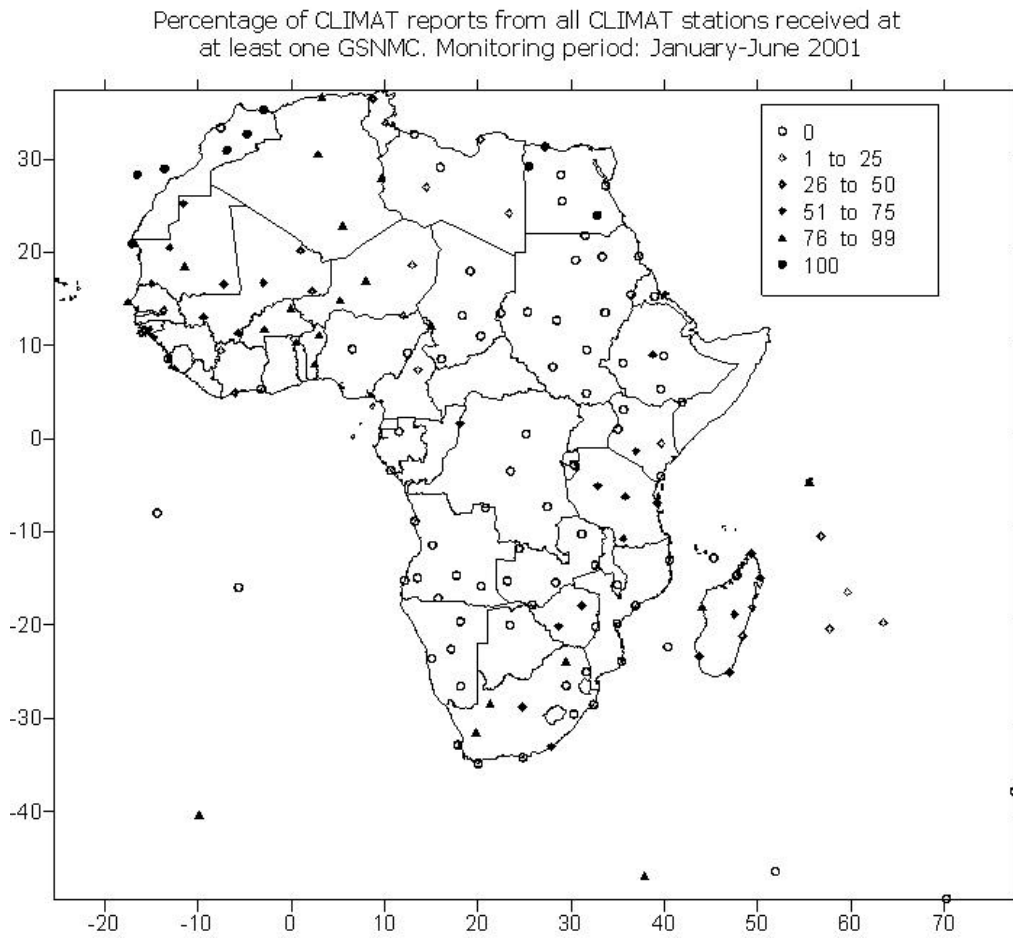 Percentage of CLIMAT reports from all CLIMAT stations received at
at least one GSNMC. Monitoring period: January-June 2001
0
1 to 25
26 to 50
51 to 75
76 to 99
100
30
20
10
0
-10
-20
-30
-40
-20 -10 0 10 20 30 40 50 60 70